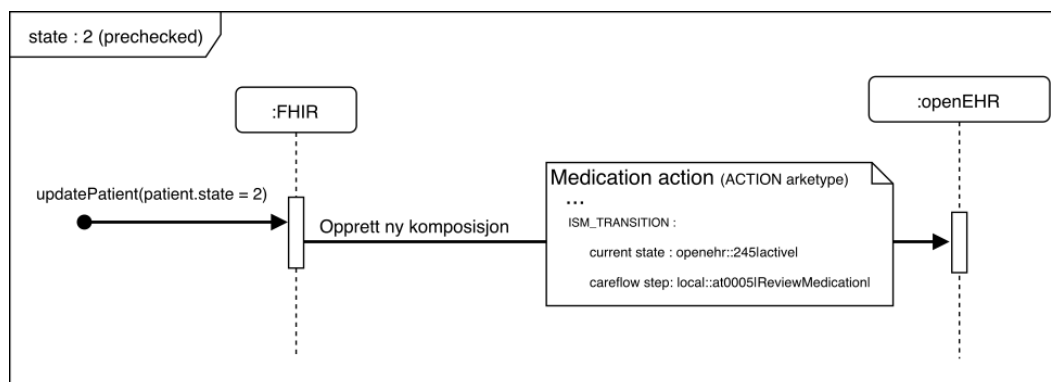 state : 2 (prechecked)
:FHIR
:openEHR
updatePatient(patient.state = 2)
Opprett ny komposisjon
Medication action (ACTION arketype)
...
ISM_TRANSITION :
current state : openehr::245|active|
careflow step: local::at0005|ReviewMedication|